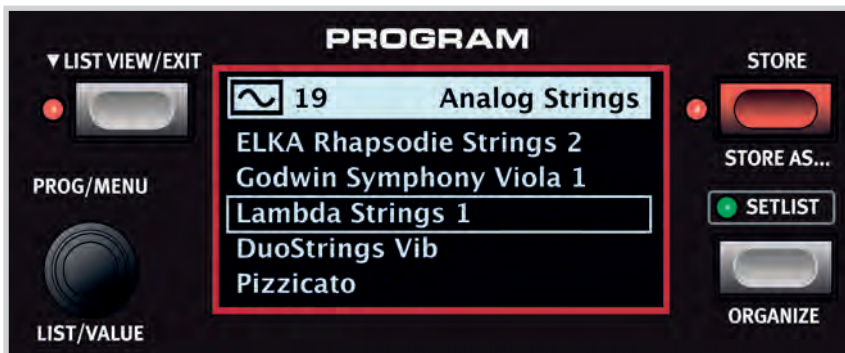 PROGRAM
▼ LIST VIEW/EXIT
STORE
19 Analog Strings
ELKA Rhapsodie Strings 2
Godwin Symphony Viola 1
Lambda Strings 1
DuoStrings Vib
Pizzicato
STORE AS...
PROG/MENU
SETLIST
LIST/VALUE
ORGANIZE